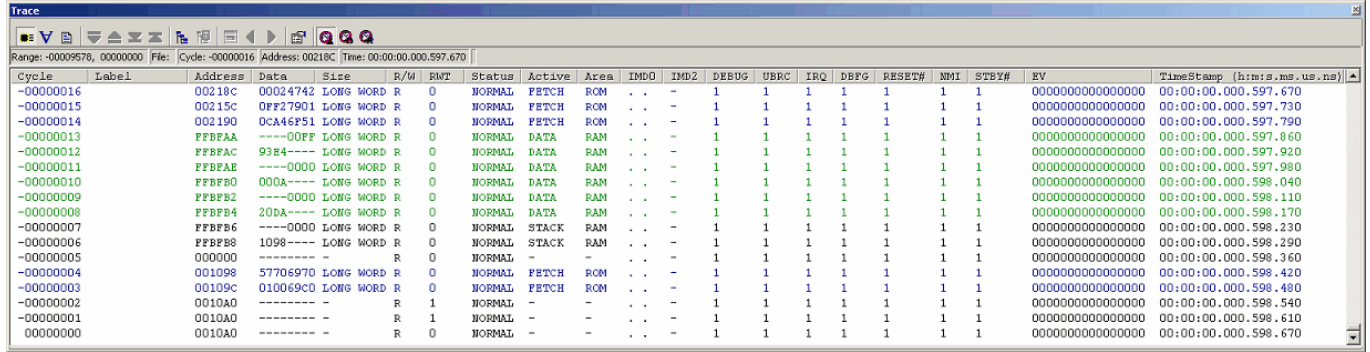 Trace
Range: -00009578, 00000000 File: Cycle: -00000016 Address: 00218C Time: 00:00:00.000.597.670
Cycle Label Address Data Size R/W RWT Status Active Area IMD0 IMD2 DEBUG UBRC IRQ DBFG RESET# NMI STBY# EV TimeStamp (h:m:s.ms.us.ns)
-00000016 00218C 00024742 LONG WORD R 0 NORMAL FETCH ROM . . - 1 1 1 1 1 1 1 0000000000000000 00:00:00.000.597.670
-00000015 00215C 0FF27901 LONG WORD R 0 NORMAL FETCH ROM . . - 1 1 1 1 1 1 1 0000000000000000 00:00:00.000.597.730
-00000014 002190 0CA46F51 LONG WORD R 0 NORMAL FETCH ROM . . - 1 1 1 1 1 1 1 0000000000000000 00:00:00.000.597.790
-00000013 FFBFAA ----00FF LONG WORD R 0 NORMAL DATA RAM . . - 1 1 1 1 1 1 1 0000000000000000 00:00:00.000.597.860
-00000012 FFBFAC 93E4---- LONG WORD R 0 NORMAL DATA RAM . . - 1 1 1 1 1 1 1 0000000000000000 00:00:00.000.597.920
-00000011 FFBFAE ----0000 LONG WORD R 0 NORMAL DATA RAM . . - 1 1 1 1 1 1 1 0000000000000000 00:00:00.000.597.980
-00000010 FFBFB0 000A---- LONG WORD R 0 NORMAL DATA RAM . . - 1 1 1 1 1 1 1 0000000000000000 00:00:00.000.598.040
-00000009 FFBFB2 ----0000 LONG WORD R 0 NORMAL DATA RAM . . - 1 1 1 1 1 1 1 0000000000000000 00:00:00.000.598.110
-00000008 FFBFB4 20DA---- LONG WORD R 0 NORMAL DATA RAM . . - 1 1 1 1 1 1 1 0000000000000000 00:00:00.000.598.170
-00000007 FFBFB6 ----0000 LONG WORD R 0 NORMAL STACK RAM . . - 1 1 1 1 1 1 1 0000000000000000 00:00:00.000.598.230
-00000006 FFBFB8 1098---- LONG WORD R 0 NORMAL STACK RAM . . - 1 1 1 1 1 1 1 0000000000000000 00:00:00.000.598.290
-00000005 000000 -------- - R 0 NORMAL - - . . - 1 1 1 1 1 1 1 0000000000000000 00:00:00.000.598.360
-00000004 001098 57706970 LONG WORD R 0 NORMAL FETCH ROM . . - 1 1 1 1 1 1 1 0000000000000000 00:00:00.000.598.420
-00000003 00109C 010069C0 LONG WORD R 0 NORMAL FETCH ROM . . - 1 1 1 1 1 1 1 0000000000000000 00:00:00.000.598.480
-00000002 0010A0 -------- - R 1 NORMAL - - . . - 1 1 1 1 1 1 1 0000000000000000 00:00:00.000.598.540
-00000001 0010A0 -------- - R 1 NORMAL - - . . - 1 1 1 1 1 1 1 0000000000000000 00:00:00.000.598.610
00000000 0010A0 -------- - R 0 NORMAL - - . . - 1 1 1 1 1 1 1 0000000000000000 00:00:00.000.598.670